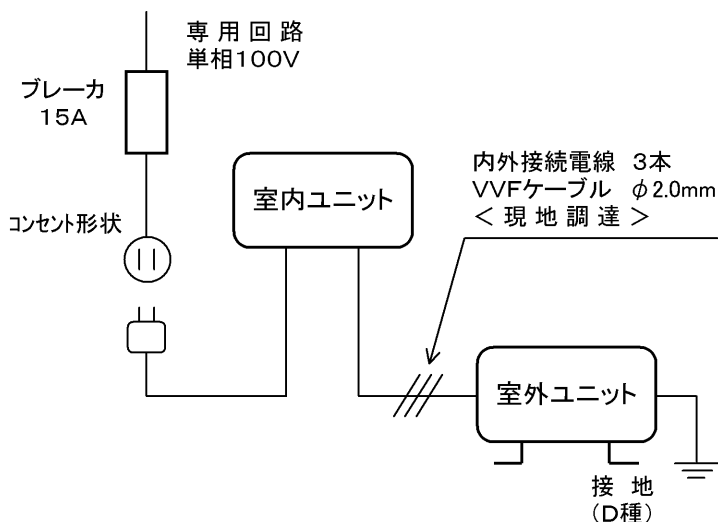 専用回路
単相100V
ブレーカ
15A
コンセント形状
室内ユニット
内外接続電線 3本
VVFケーブル φ2.0mm
<現地調達>
室外ユニット
接地
(D種)